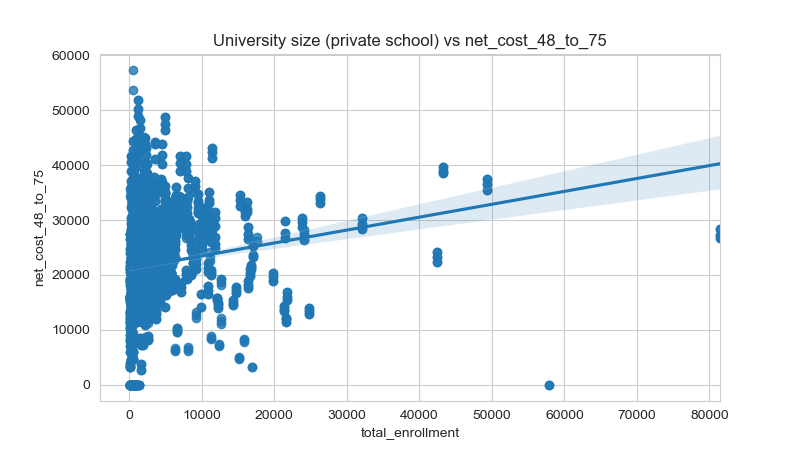 University size (private school) vs net_cost_48_to_75
60000
50000
40000
30000
20000
10000
0
net_cost_48_to_75
0 10000 20000 30000 40000 50000 60000 70000 80000
total_enrollment